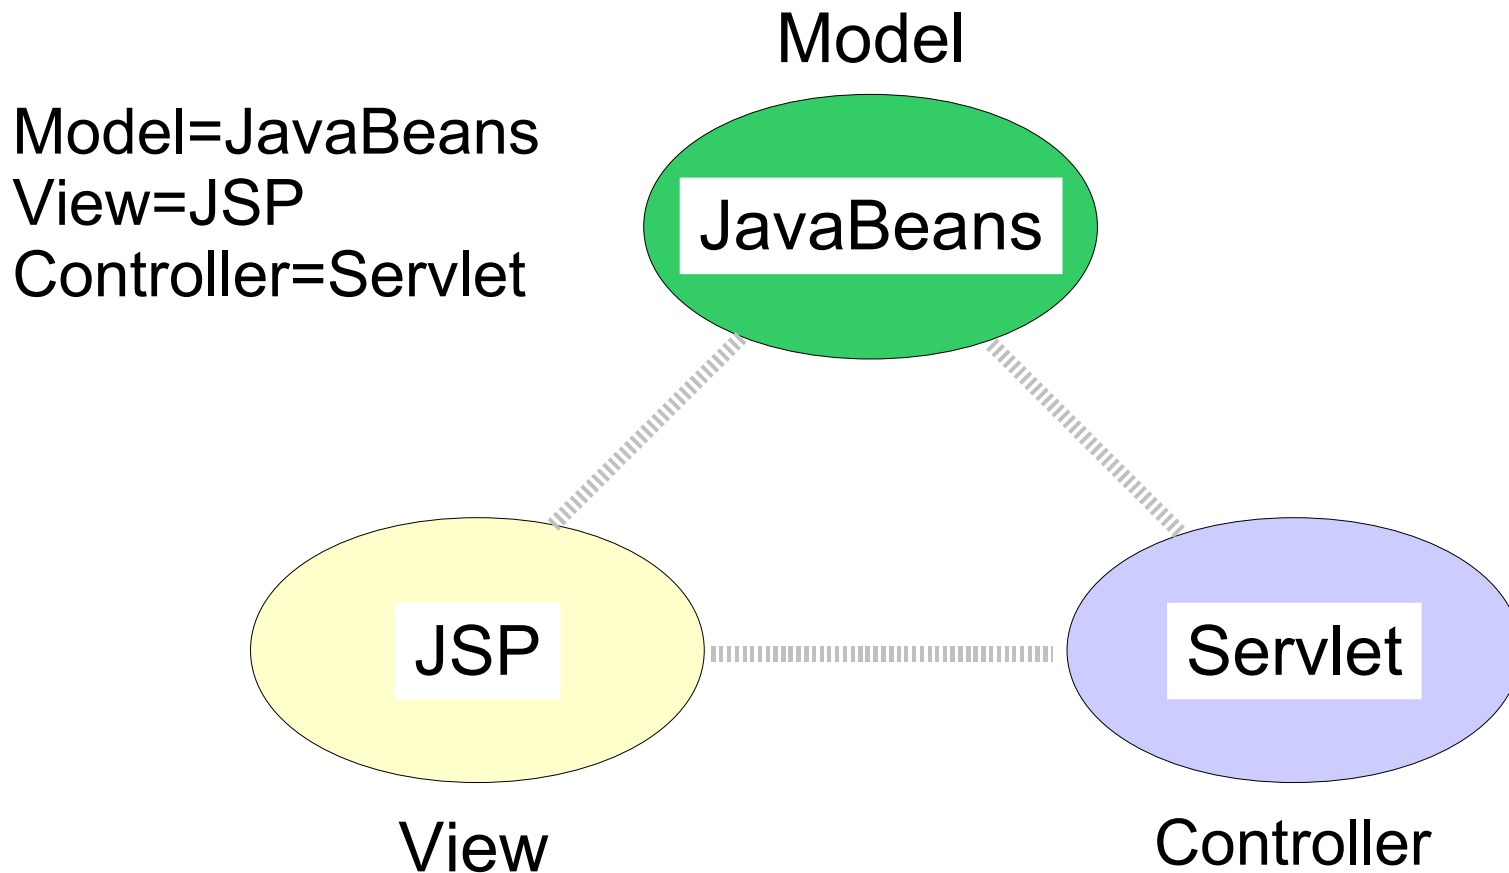 Model
Model=JavaBeans
View=JSP
Controller=Servlet
JavaBeans
JSP
Servlet
View
Controller